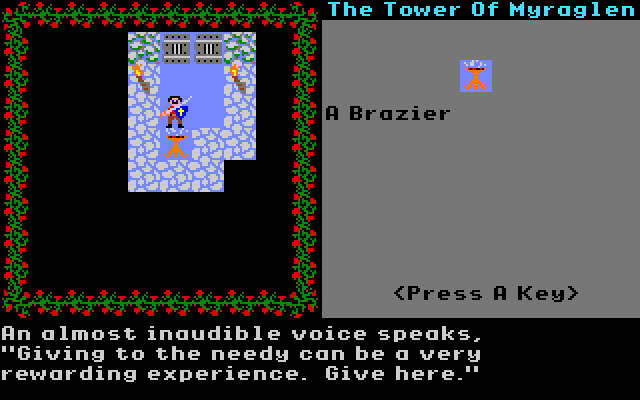 The Tower Of Myraglen
A Brazier
<Press A Key>
An almost inaudible voice speaks,
"Giving to the needy can be a very
rewarding experience.  Give here."